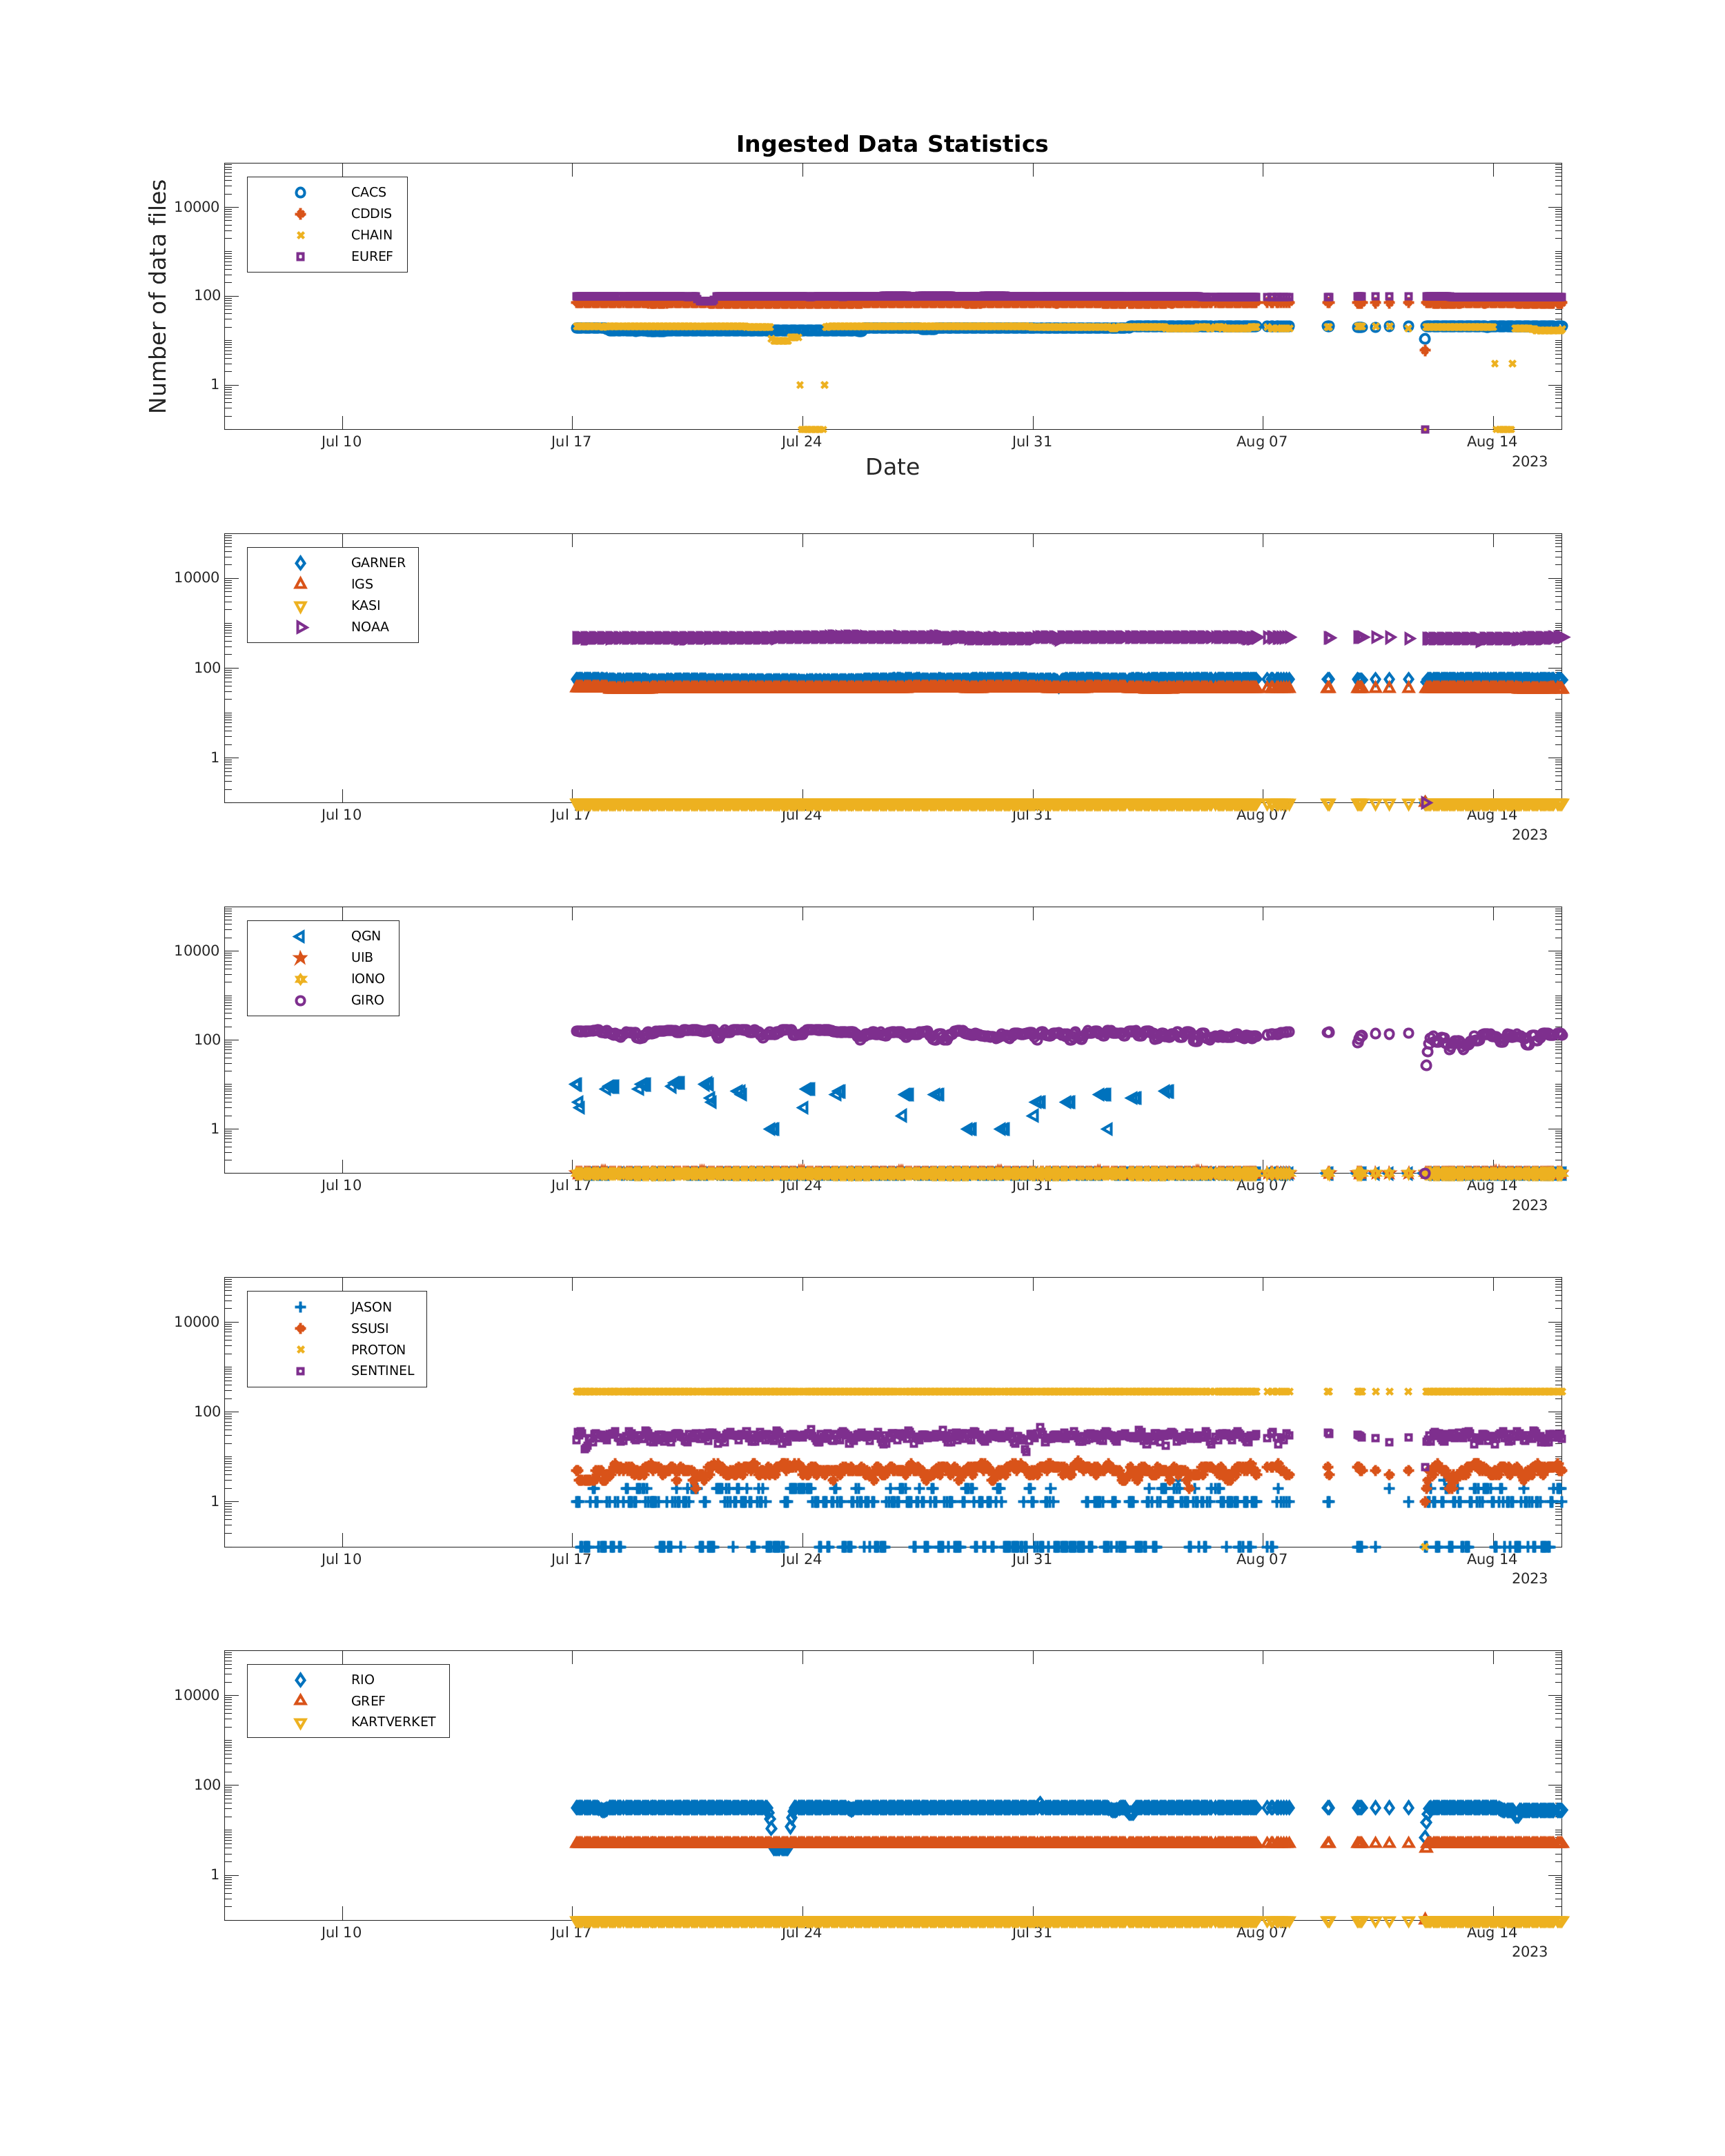 Ingested Data Statistics
Number of data files
CACS
CDDIS
CHAIN
EUREF
10000
100
1
Jul 10 Jul 17 Jul 24 Jul 31 Aug 07 Aug 14
2023
Date
GARNER
IGS
KASI
NOAA
10000
100
1
Jul 10 Jul 17 Jul 24 Jul 31 Aug 07 Aug 14
2023
QGN
UIB
IONO
GIRO
10000
100
1
Jul 10 Jul 17 Jul 24 Jul 31 Aug 07 Aug 14
2023
JASON
SSUSI
PROTON
SENTINEL
10000
100
1
Jul 10 Jul 17 Jul 24 Jul 31 Aug 07 Aug 14
2023
RIO
GREF
KARTVERKET
10000
100
1
Jul 10 Jul 17 Jul 24 Jul 31 Aug 07 Aug 14
2023